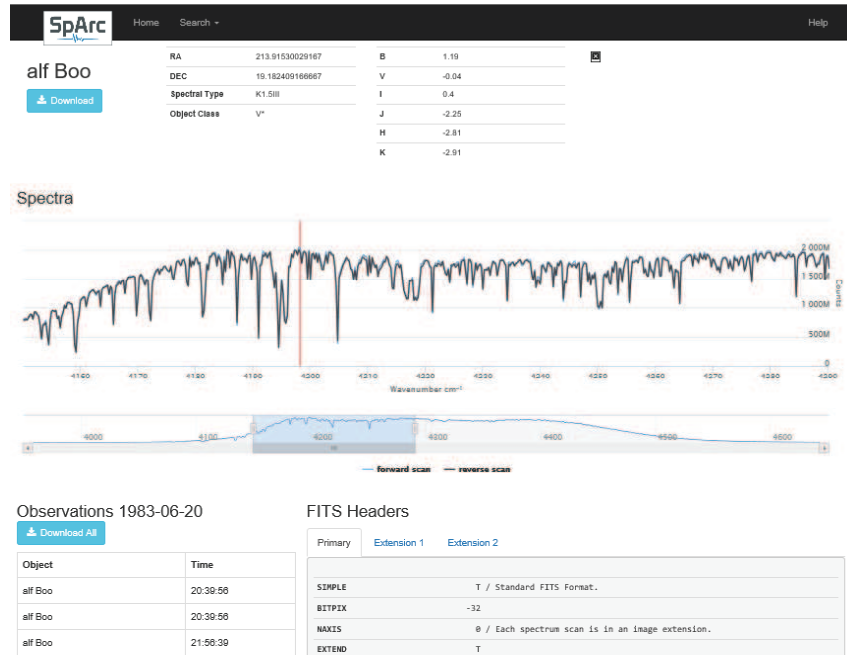 SpArc Home Search Help
alf Boo
Download
RA 213.91530029167 B 1.19
DEC 19.182409166667 V -0.04
Spectral Type K1.5III I 0.4
Object Class V* J -2.25
H -2.81
K -2.91
Spectra
2 000M
1 500M
1 000M
500M
0
Counts
4160 4170 4180 4190 4200 4210 4220 4230 4240 4250 4260 4270 4280 4290
Wavenumber cm⁻¹
4000 4100 4200 4300 4400 4500 4600
forward scan reverse scan
Observations 1983-06-20 FITS Headers
Download All
Primary Extension 1 Extension 2
Object Time
alf Boo 20:39:56
alf Boo 20:39:56
alf Boo 21:56:39
SIMPLE T / Standard FITS Format.
BITPIX -32
NAXIS 0 / Each spectrum scan is in an image extension.
EXTEND T